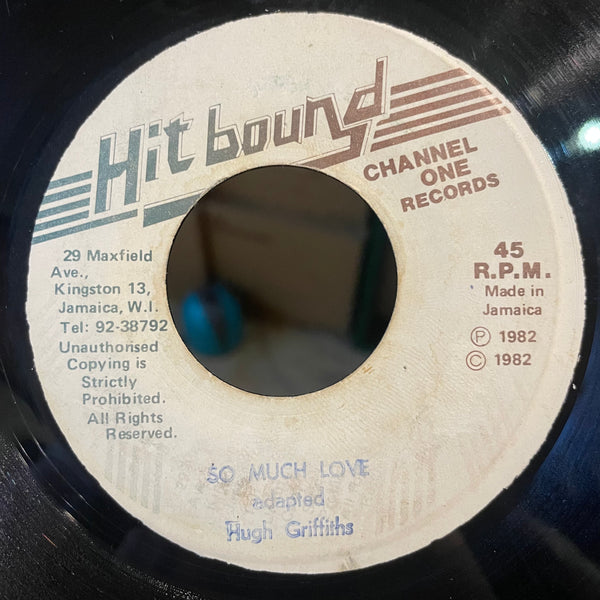 Hit bound
CHANNEL
ONE
RECORDS
29 Maxfield
Ave.,
Kingston 13,
Jamaica, W.I.
Tel: 92-38792
Unauthorised
Copying is
Strictly
Prohibited.
All Rights
Reserved.
45
R.P.M.
Made in
Jamaica
Ⓟ 1982
© 1982
SO MUCH LOVE
adapted
Hugh Griffiths